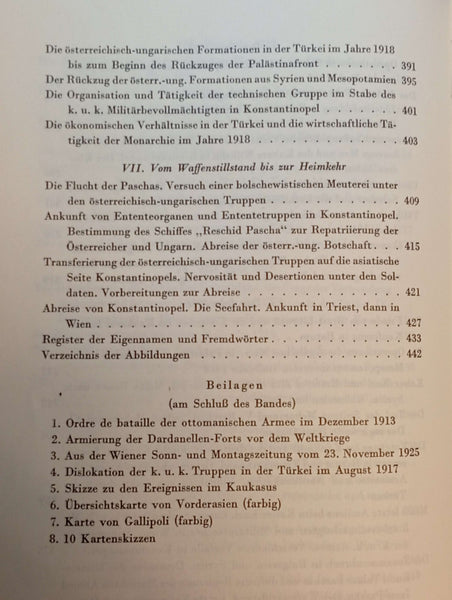 Die österreichisch-ungarischen Formationen in der Türkei im Jahre 1918
bis zum Beginn des Rückzuges der Palästinafront . . . . . . . 391
Der Rückzug der österr.-ung. Formationen aus Syrien und Mesopotamien 395
Die Organisation und Tätigkeit der technischen Gruppe im Stabe des
k. u. k. Militärbevollmächtigten in Konstantinopel . . . . . . . 401
Die ökonomischen Verhältnisse in der Türkei und die wirtschaftliche Tä-
tigkeit der Monarchie im Jahre 1918 . . . . . . . . . . . . 403
VII. Vom Waffenstillstand bis zur Heimkehr
Die Flucht der Paschas. Versuch einer bolschewistischen Meuterei unter
den österreichisch-ungarischen Truppen . . . . . . . . . . 409
Ankunft von Ententeorganen und Ententetruppen in Konstantinopel.
Bestimmung des Schiffes „Reschid Pascha" zur Repatriierung der
Österreicher und Ungarn. Abreise der österr.-ung. Botschaft . . . 415
Transferierung der österreichisch-ungarischen Truppen auf die asiatische
Seite Konstantinopels. Nervosität und Desertionen unter den Sol-
daten. Vorbereitungen zur Abreise . . . . . . . . . . . . 421
Abreise von Konstantinopel. Die Seefahrt. Ankunft in Triest, dann in
Wien . . . . . . . . . . . . . . . . . . . . . . . 427
Register der Eigennamen und Fremdwörter . . . . . . . . . . 433
Verzeichnis der Abbildungen . . . . . . . . . . . . . . . 442
Beilagen
(am Schluß des Bandes)
1. Ordre de bataille der ottomanischen Armee im Dezember 1913
2. Armierung der Dardanellen-Forts vor dem Weltkriege
3. Aus der Wiener Sonn- und Montagszeitung vom 23. November 1925
4. Dislokation der k. u. k. Truppen in der Türkei im August 1917
5. Skizze zu den Ereignissen im Kaukasus
6. Übersichtskarte von Vorderasien (farbig)
7. Karte von Gallipoli (farbig)
8. 10 Kartenskizzen